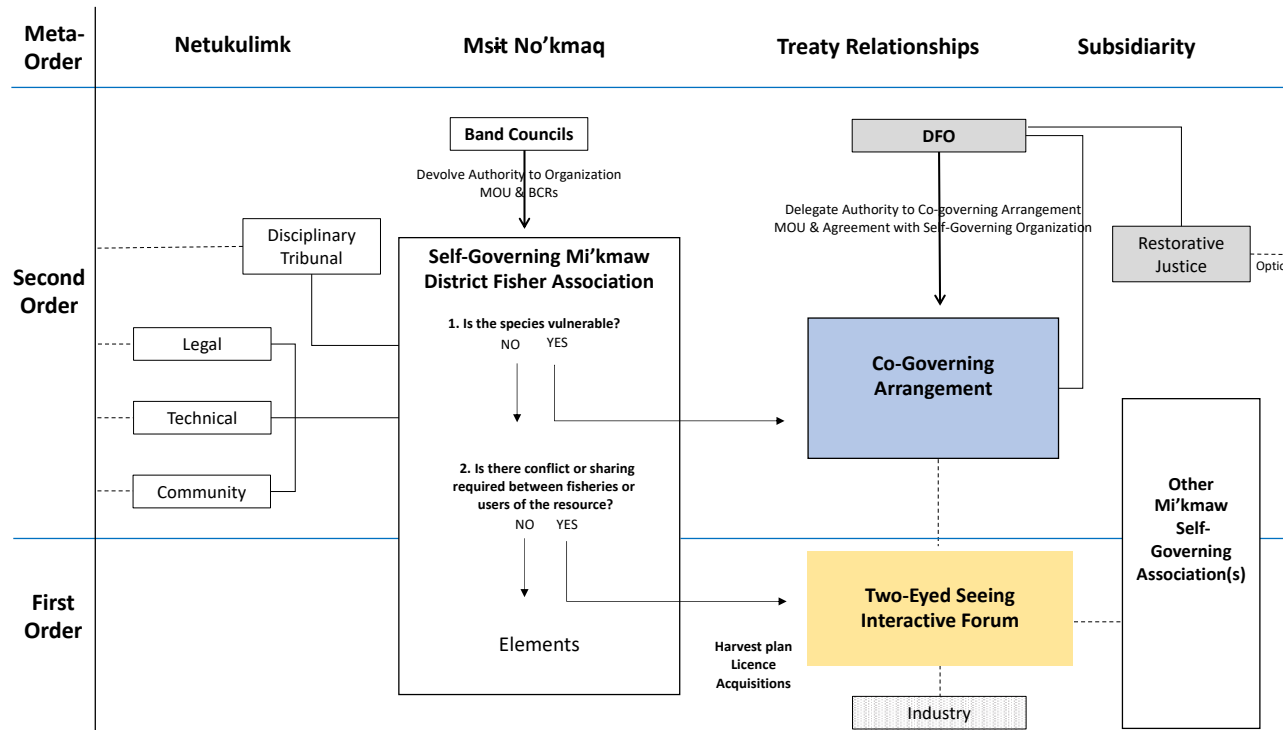 Meta-
Order
Netukulimk
Msɨt No’kmaq
Treaty Relationships
Subsidiarity
Second
Order
Band Councils
Devolve Authority to Organization
MOU & BCRs
DFO
Delegate Authority to Co-governing Arrangement
MOU & Agreement with Self-Governing Organization
Disciplinary
Tribunal
Legal
Technical
Community
Self-Governing Mi’kmaw
District Fisher Association
1. Is the species vulnerable?
NO YES
2. Is there conflict or sharing
required between fisheries or
users of the resource?
NO YES
Elements
Co-Governing
Arrangement
Restorative
Justice
Optio
Other
Mi’kmaw
Self-
Governing
Association(s)
First
Order
Two-Eyed Seeing
Interactive Forum
Harvest plan
Licence
Acquisitions
Industry